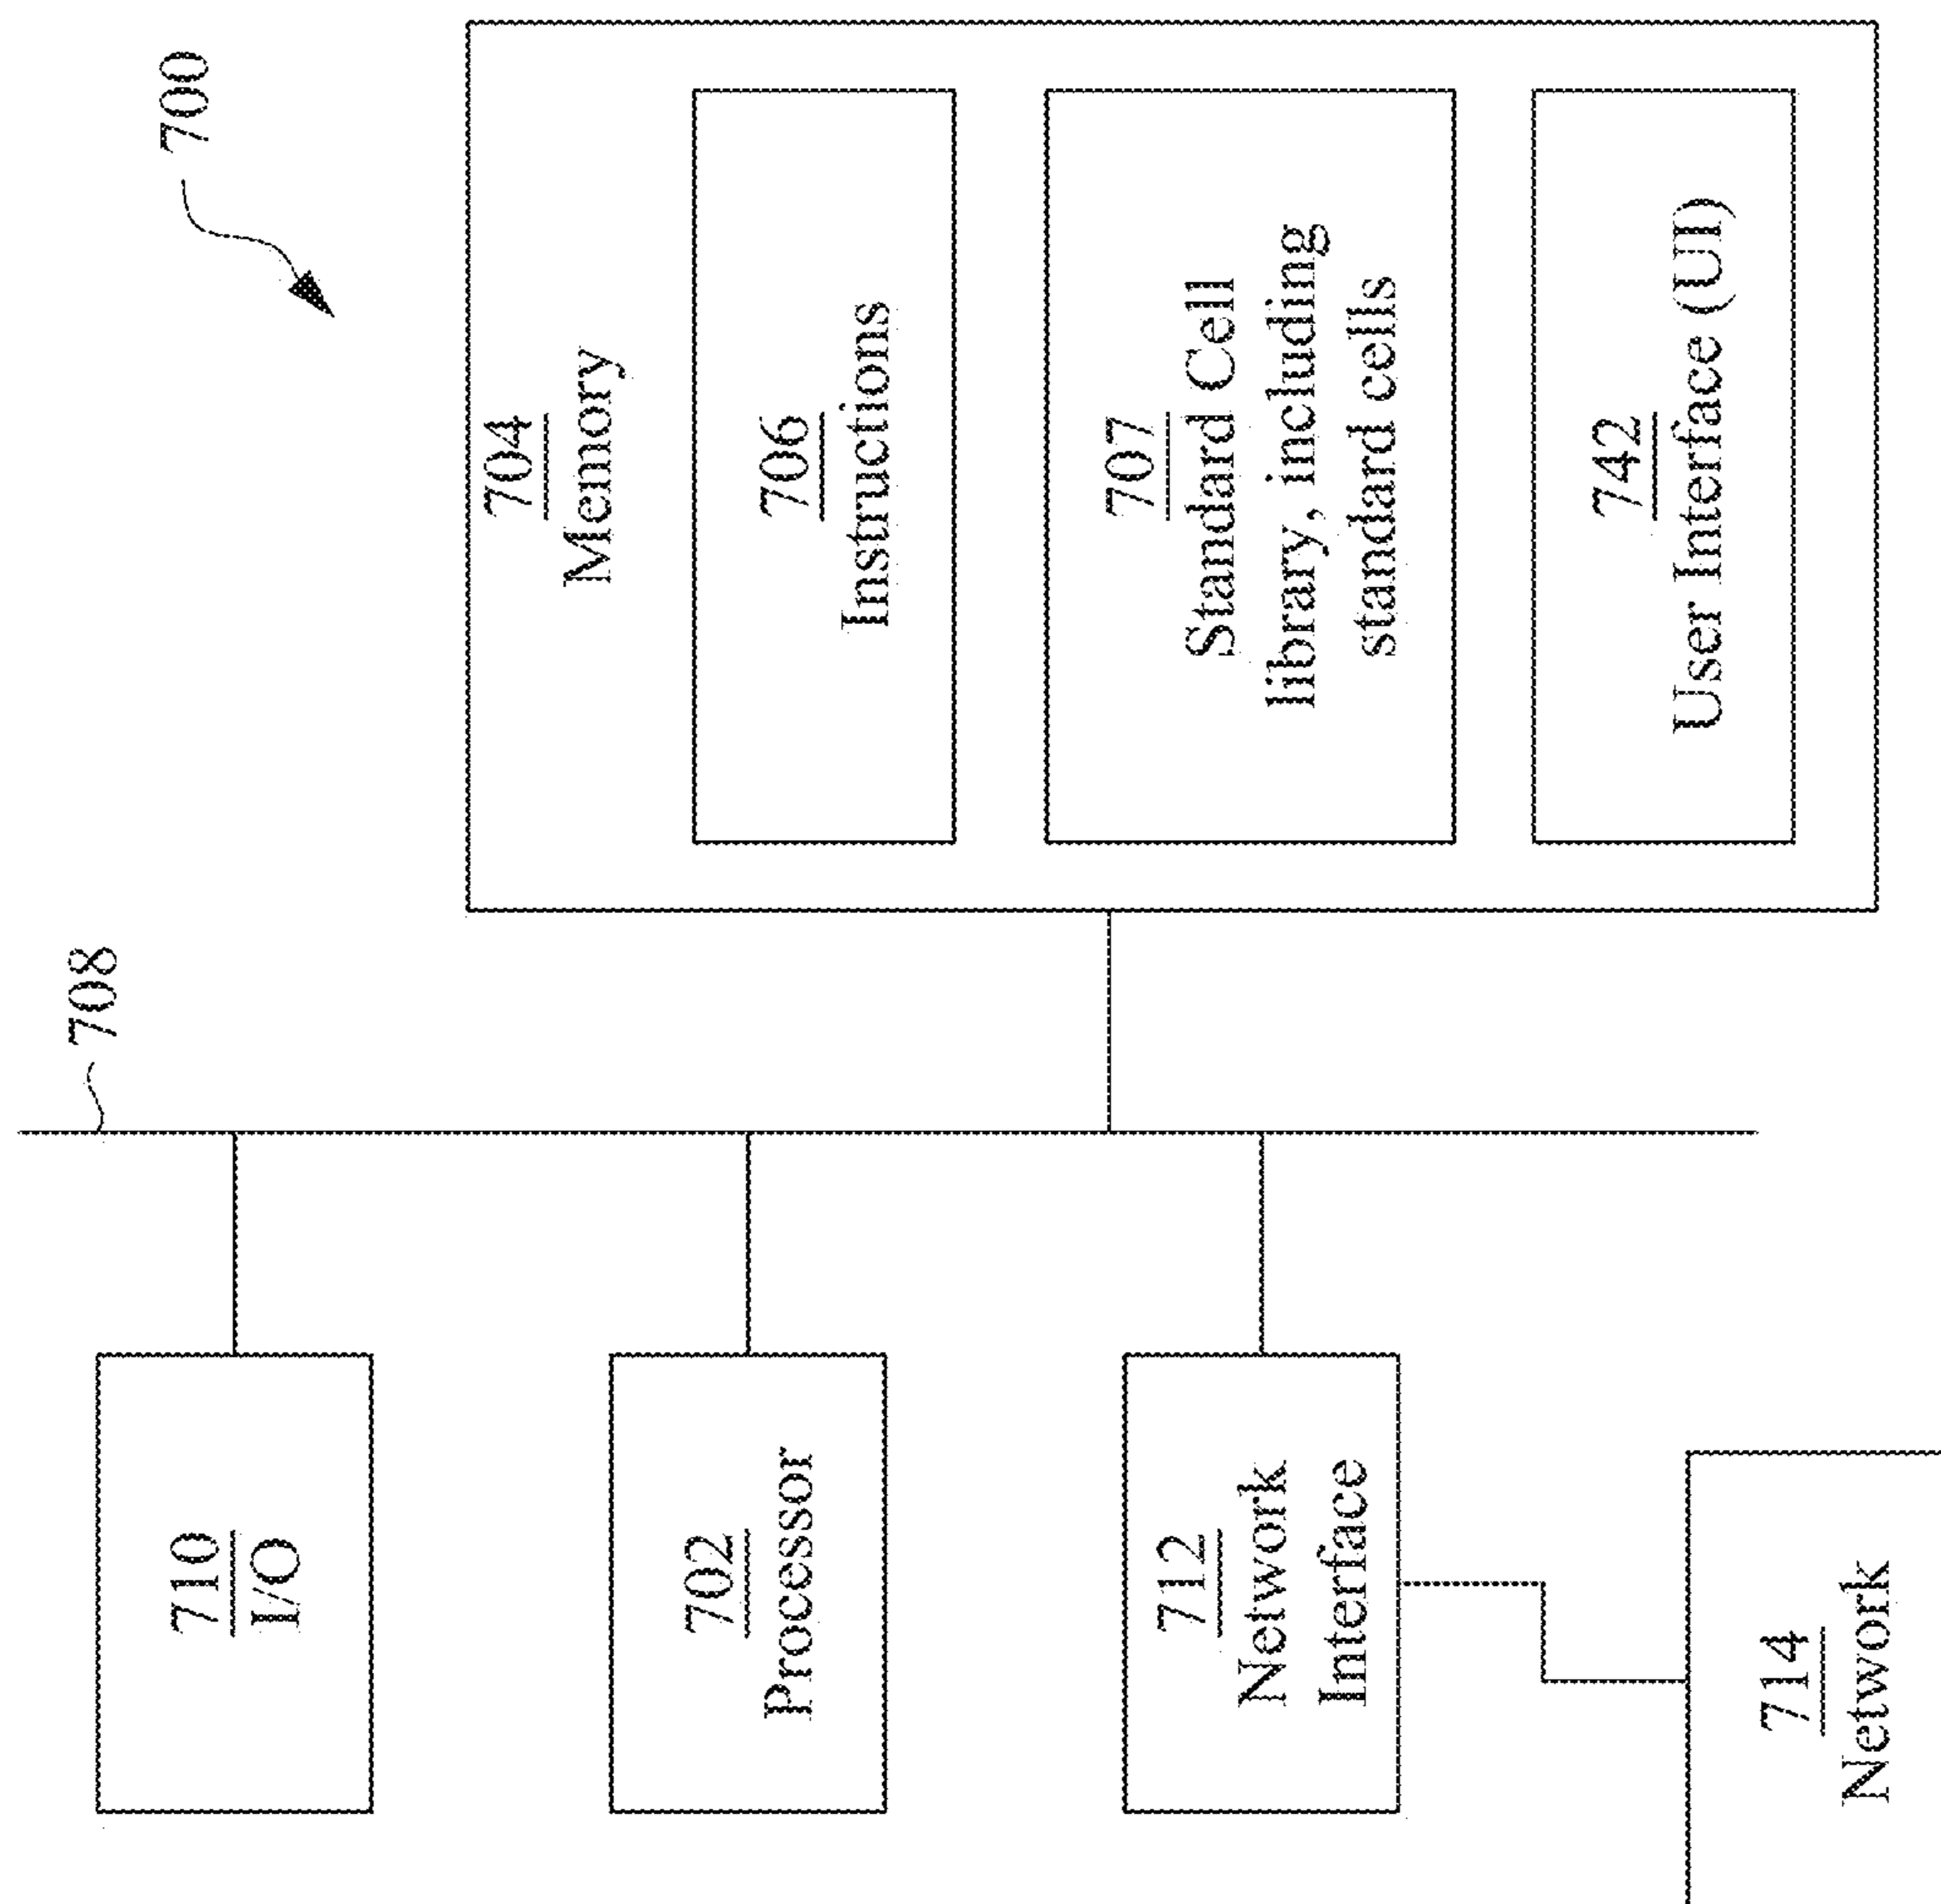 700
708
710
I/O
702
Processor
712
Network
Interface
714
Network
704
Memory
706
Instructions
707
Standard Cell
library, including
standard cells
742
User Interface (UI)